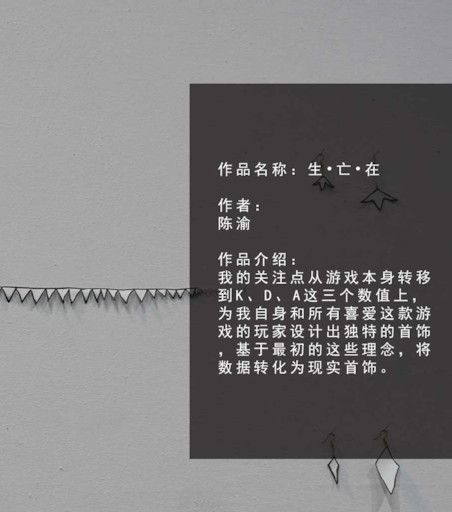 作品名称：生•亡•在
作者：
陈渝
作品介绍：
我的关注点从游戏本身转移
到K、D、A这三个数值上，
为我自身和所有喜爱这款游
戏的玩家设计出独特的首饰
，基于最初的这些理念，将
数据转化为现实首饰。